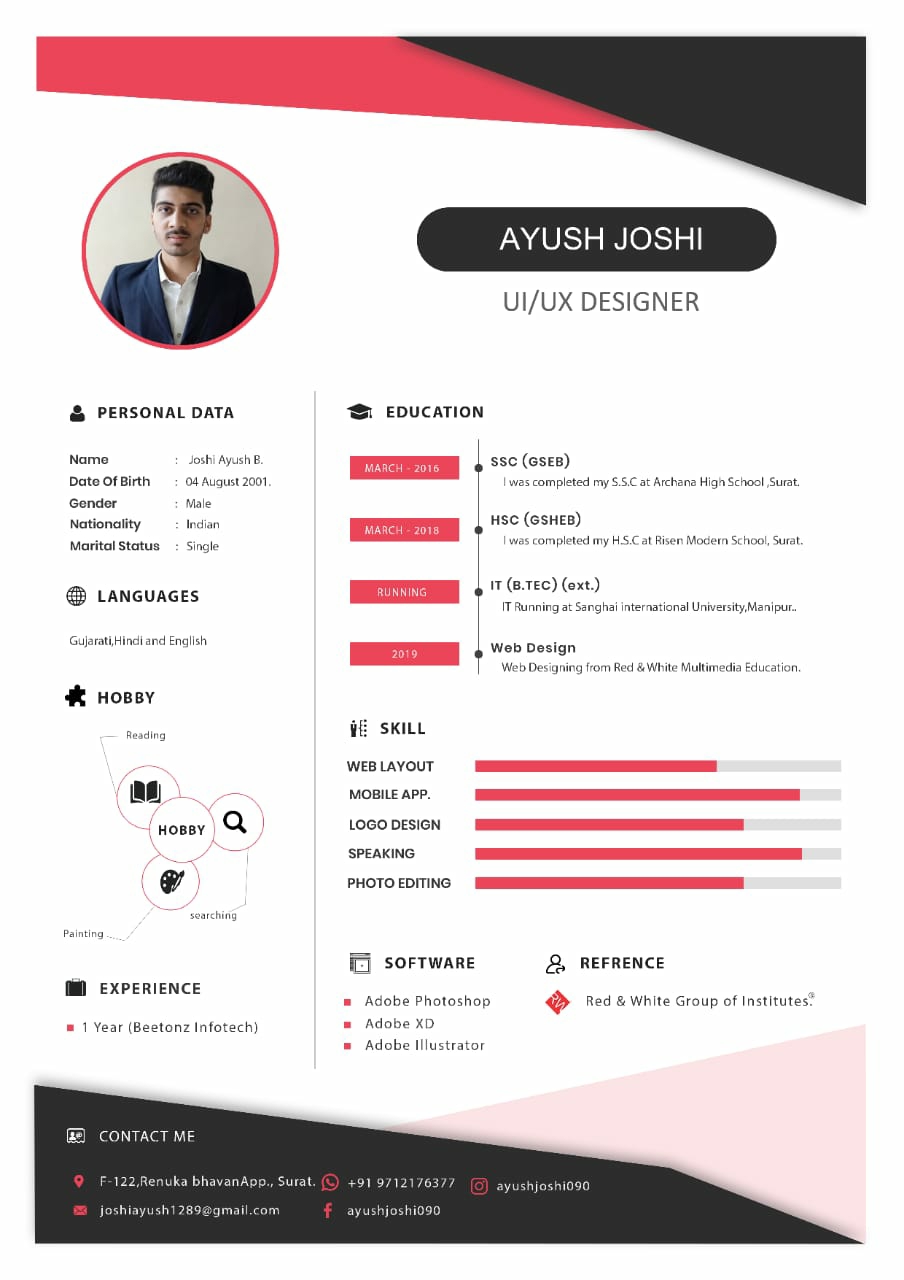 AYUSH JOSHI
UI/UX DESIGNER
PERSONAL DATA
Name : Joshi Ayush B.
Date Of Birth : 04 August 2001.
Gender : Male
Nationality : Indian
Marital Status : Single
LANGUAGES
Gujarati,Hindi and English
HOBBY
Reading
HOBBY
searching
Painting
EXPERIENCE
1 Year (Beetonz Infotech)
EDUCATION
MARCH - 2016
SSC (GSEB)
I was completed my S.S.C at Archana High School ,Surat.
MARCH - 2018
HSC (GSHEB)
I was completed my H.S.C at Risen Modern School, Surat.
RUNNING
IT (B.TEC) (ext.)
IT Running at Sanghai international University,Manipur..
2019
Web Design
Web Designing from Red & White Multimedia Education.
SKILL
WEB LAYOUT
MOBILE APP.
LOGO DESIGN
SPEAKING
PHOTO EDITING
SOFTWARE
Adobe Photoshop
Adobe XD
Adobe Illustrator
REFRENCE
Red & White Group of Institutes.®
CONTACT ME
F-122,Renuka bhavanApp., Surat. +91 9712176377 ayushjoshi090
joshiayush1289@gmail.com ayushjoshi090